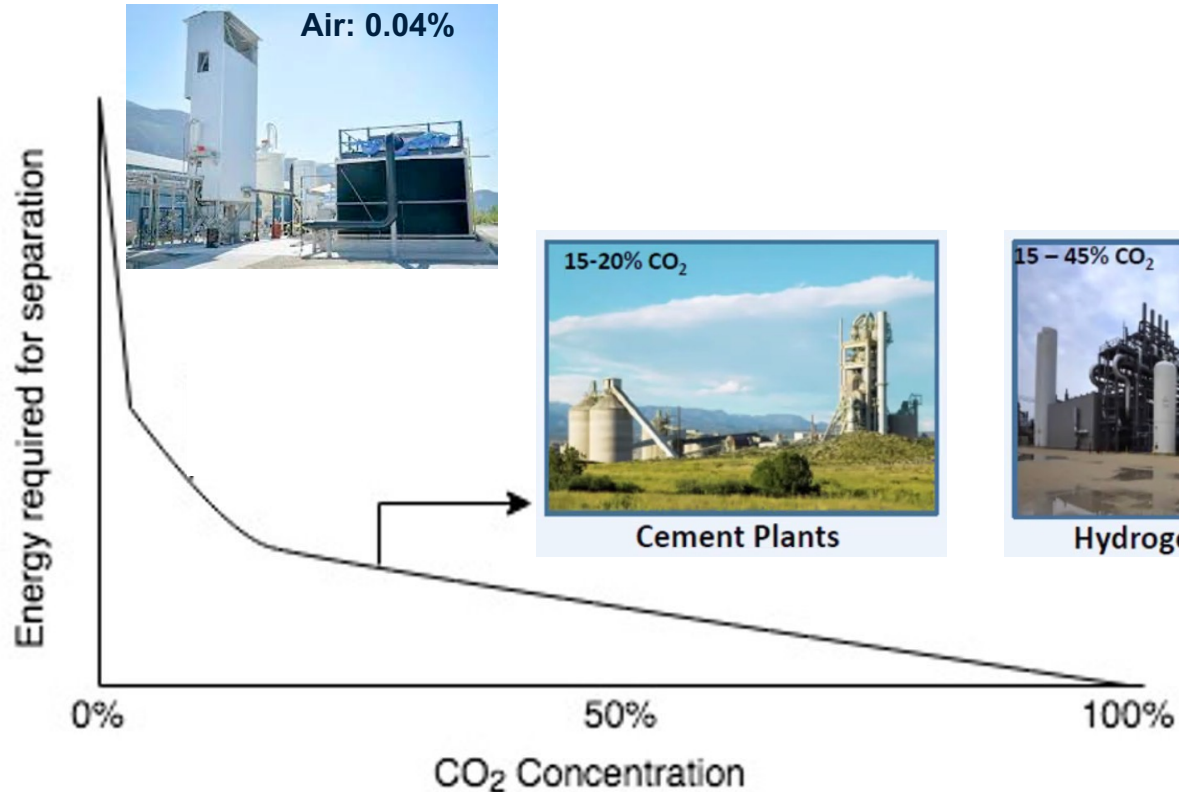 Air: 0.04%
Energy required for separation
15-20% CO₂
15 – 45% CO₂
Cement Plants
0%
50%
100%
CO₂ Concentration